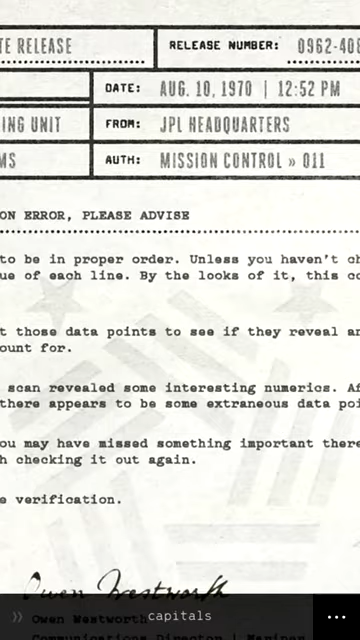 TE RELEASE
RELEASE NUMBER: 0962-406
DATE: AUG. 10, 1970 | 12:52 PM
ING UNIT
FROM: JPL HEADQUARTERS
MS
AUTH: MISSION CONTROL » 011
ON ERROR, PLEASE ADVISE
to be in proper order. Unless you haven't ch
ue of each line. By the looks of it, this co
t those data points to see if they reveal an
ount for.
scan revealed some interesting numerics. Af
there appears to be some extraneous data poi
ou may have missed something important there
h checking it out again.
e verification.
Owen Westworth
》 capitals ...
Owen Westworth
Communications Director | Meridian